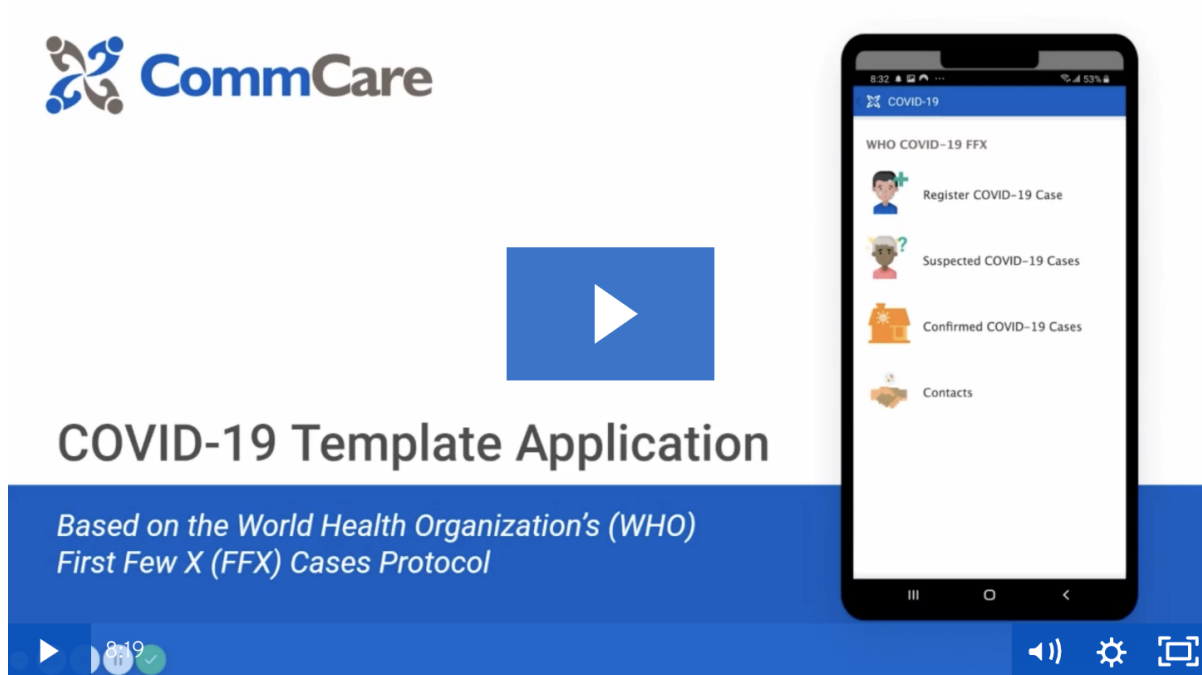 CommCare
8:32
53%
COVID-19
WHO COVID-19 FFX
Register COVID-19 Case
Suspected COVID-19 Cases
Confirmed COVID-19 Cases
Contacts
COVID-19 Template Application
Based on the World Health Organization's (WHO)
First Few X (FFX) Cases Protocol
8:19